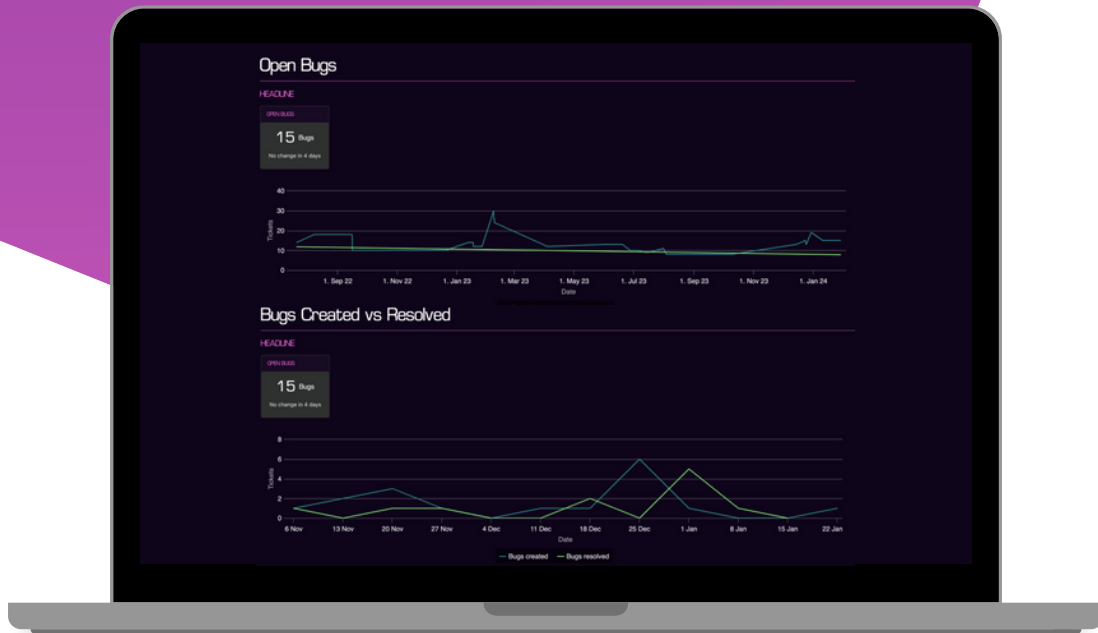 Open Bugs
HEADLINE
OPEN BUGS
15 Bugs
No change in 4 days
40
30
20
10
0
Tickets
1. Sep 22 1. Nov 22 1. Jan 23 1. Mar 23 1. May 23 1. Jul 23 1. Sep 23 1. Nov 23 1. Jan 24
Date
Bugs Created vs Resolved
HEADLINE
OPEN BUGS
15 Bugs
No change in 4 days
8
6
4
2
0
Tickets
6 Nov 13 Nov 20 Nov 27 Nov 4 Dec 11 Dec 18 Dec 25 Dec 1 Jan 8 Jan 15 Jan 22 Jan
Date
Bugs created Bugs resolved